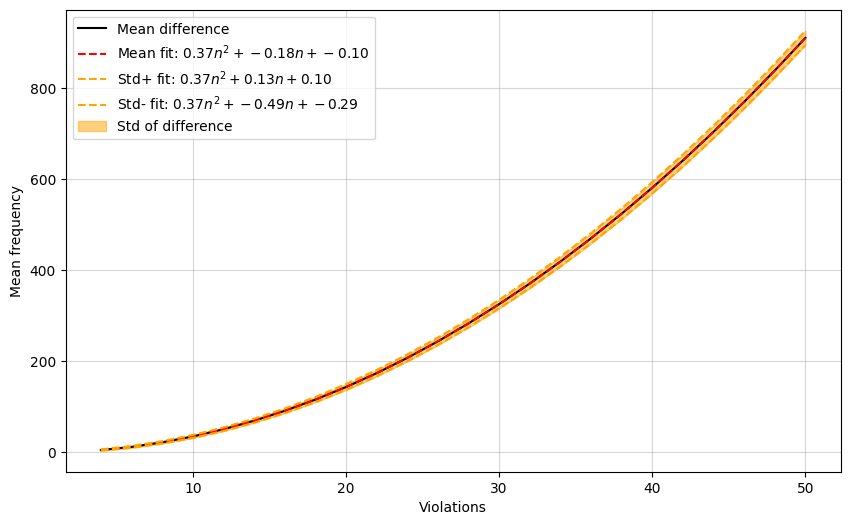 Mean difference
Mean fit: 0.37n² + −0.18n + −0.10
Std+ fit: 0.37n² + 0.13n + 0.10
Std- fit: 0.37n² + −0.49n + −0.29
Std of difference
800
600
400
200
0
Mean frequency
10 20 30 40 50
Violations